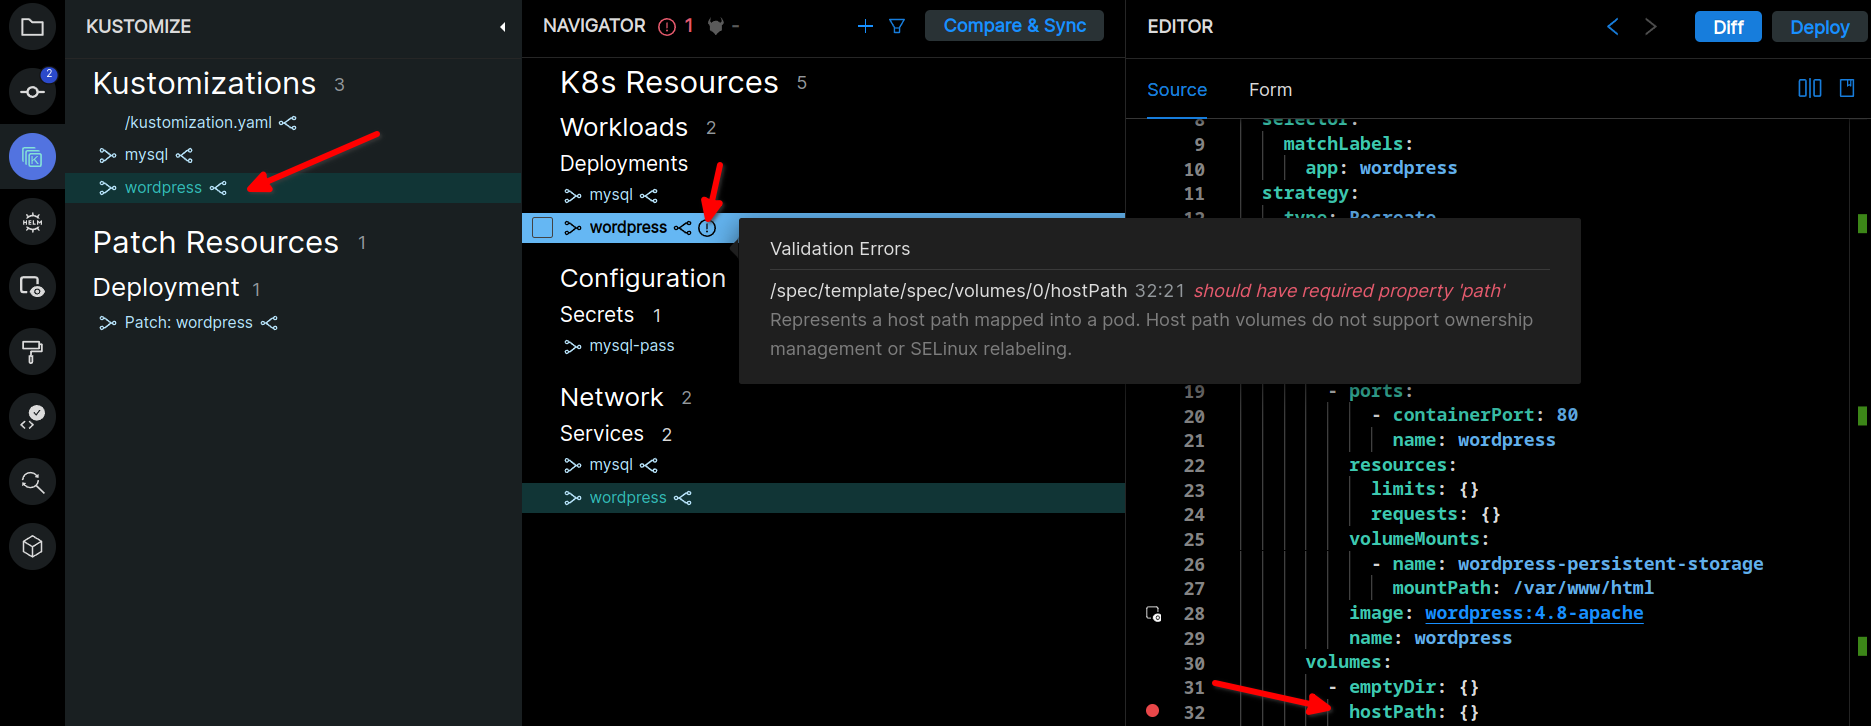 KUSTOMIZE
2
Kustomizations 3
/kustomization.yaml
mysql
wordpress
HELM
Patch Resources 1
Deployment 1
Patch: wordpress
NAVIGATOR 1 -
Compare & Sync
K8s Resources 5
Workloads 2
Deployments
mysql
wordpress
Configuration
Secrets 1
mysql-pass
Network 2
Services 2
mysql
wordpress
Validation Errors
/spec/template/spec/volumes/0/hostPath 32:21 should have required property 'path'
Represents a host path mapped into a pod. Host path volumes do not support ownership
management or SELinux relabeling.
EDITOR
Diff Deploy
Source Form
8 selector:
9 matchLabels:
10 app: wordpress
11 strategy:
12 type: Recreate
19 - ports:
20 - containerPort: 80
21 name: wordpress
22 resources:
23 limits: {}
24 requests: {}
25 volumeMounts:
26 - name: wordpress-persistent-storage
27 mountPath: /var/www/html
28 image: wordpress:4.8-apache
29 name: wordpress
30 volumes:
31 - emptyDir: {}
32 hostPath: {}